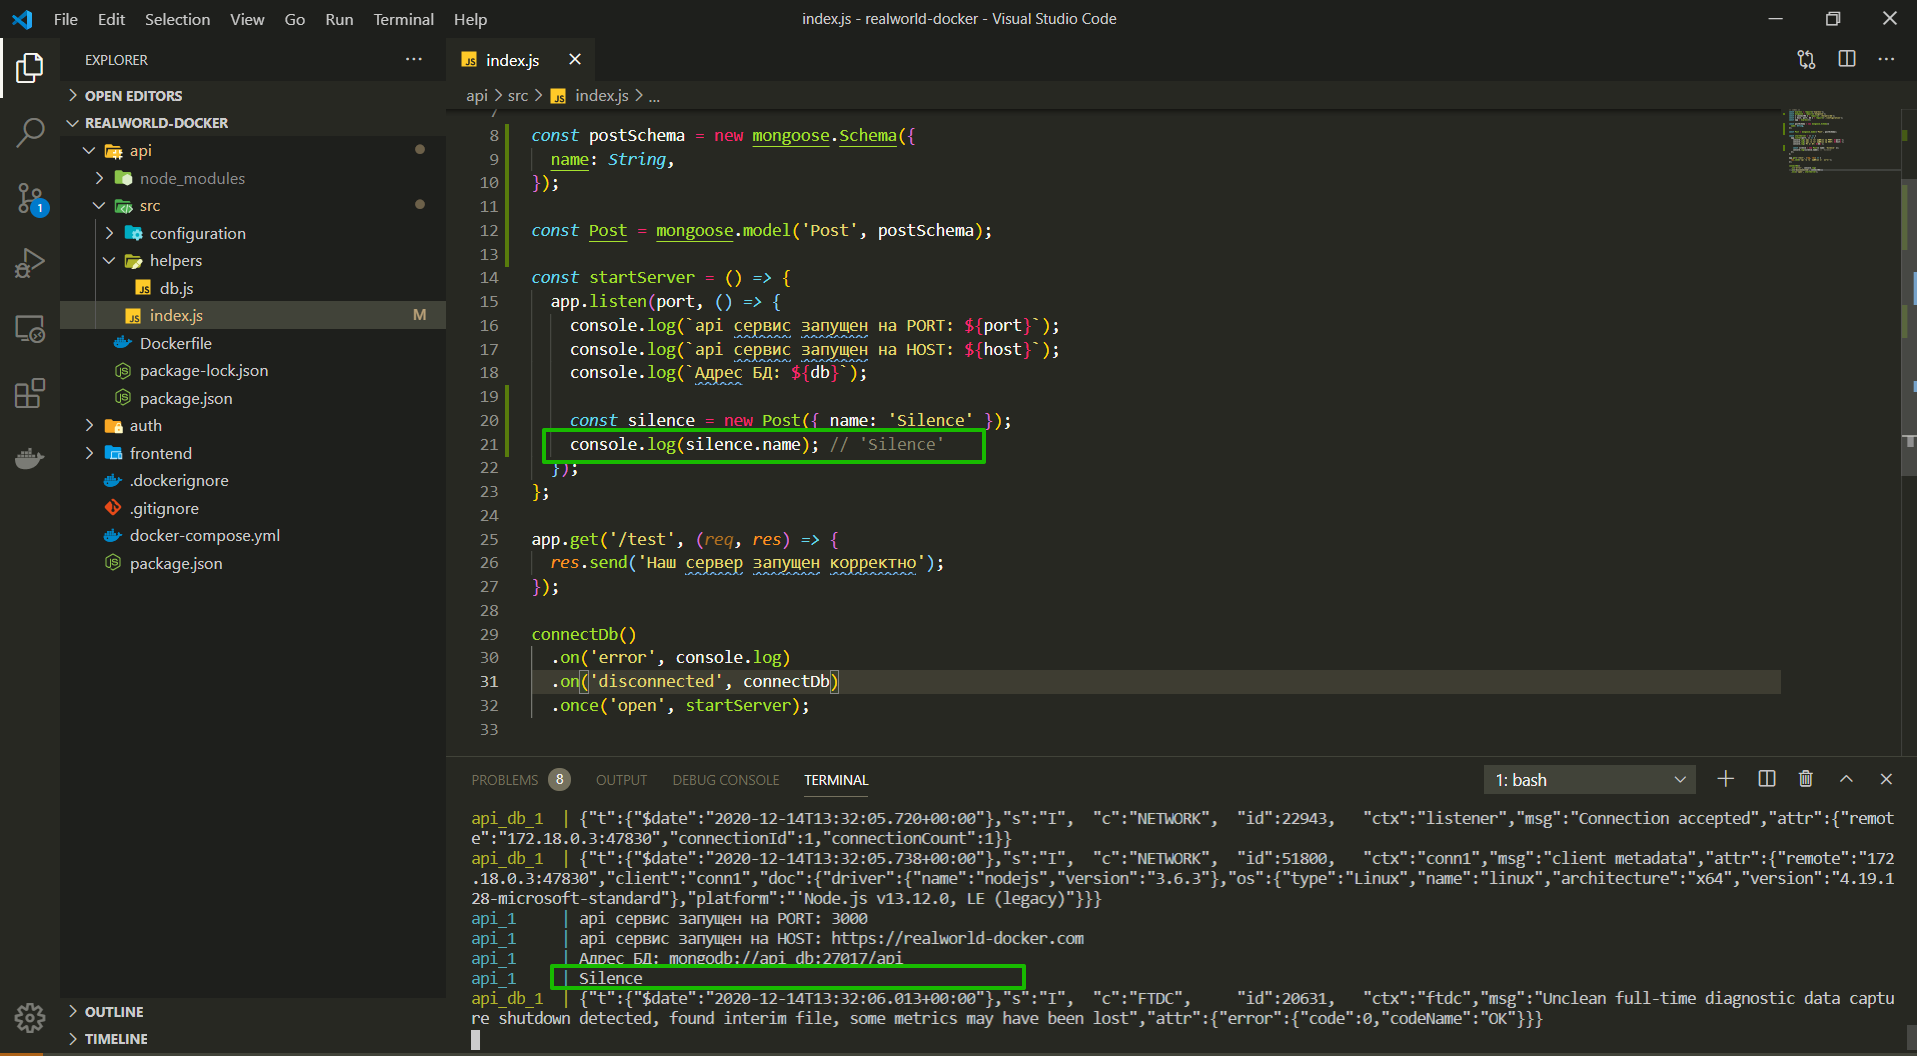 File Edit Selection View Go Run Terminal Help
index.js - realworld-docker - Visual Studio Code
EXPLORER
OPEN EDITORS
REALWORLD-DOCKER
api
node_modules
src
configuration
helpers
db.js
index.js M
Dockerfile
package-lock.json
package.json
auth
frontend
.dockerignore
.gitignore
docker-compose.yml
package.json
OUTLINE
TIMELINE
1
index.js
api > src > index.js > ...
7
8 const postSchema = new mongoose.Schema({
9 name: String,
10 });
11
12 const Post = mongoose.model('Post', postSchema);
13
14 const startServer = () => {
15 app.listen(port, () => {
16 console.log(`api сервис запущен на PORT: ${port}`);
17 console.log(`api сервис запущен на HOST: ${host}`);
18 console.log(`Адрес БД: ${db}`);
19
20 const silence = new Post({ name: 'Silence' });
21 console.log(silence.name); // 'Silence'
22 });
23 };
24
25 app.get('/test', (req, res) => {
26 res.send('Наш сервер запущен корректно');
27 });
28
29 connectDb()
30 .on('error', console.log)
31 .on('disconnected', connectDb)
32 .once('open', startServer);
33
PROBLEMS 8 OUTPUT DEBUG CONSOLE TERMINAL 1: bash
api_db_1 | {"t":{"$date":"2020-12-14T13:32:05.720+00:00"},"s":"I", "c":"NETWORK", "id":22943, "ctx":"listener","msg":"Connection accepted","attr":{"remot
e":"172.18.0.3:47830","connectionId":1,"connectionCount":1}}
api_db_1 | {"t":{"$date":"2020-12-14T13:32:05.738+00:00"},"s":"I", "c":"NETWORK", "id":51800, "ctx":"conn1","msg":"client metadata","attr":{"remote":"172
.18.0.3:47830","client":"conn1","doc":{"driver":{"name":"nodejs","version":"3.6.3"},"os":{"type":"Linux","name":"linux","architecture":"x64","version":"4.19.1
28-microsoft-standard"},"platform":"'Node.js v13.12.0, LE (legacy)"}}}
api_1 | api сервис запущен на PORT: 3000
api_1 | api сервис запущен на HOST: https://realworld-docker.com
api_1 | Адрес БД: mongodb://api_db:27017/api
api_1 | Silence
api_db_1 | {"t":{"$date":"2020-12-14T13:32:06.013+00:00"},"s":"I", "c":"FTDC", "id":20631, "ctx":"ftdc","msg":"Unclean full-time diagnostic data captu
re shutdown detected, found interim file, some metrics may have been lost","attr":{"error":{"code":0,"codeName":"OK"}}}